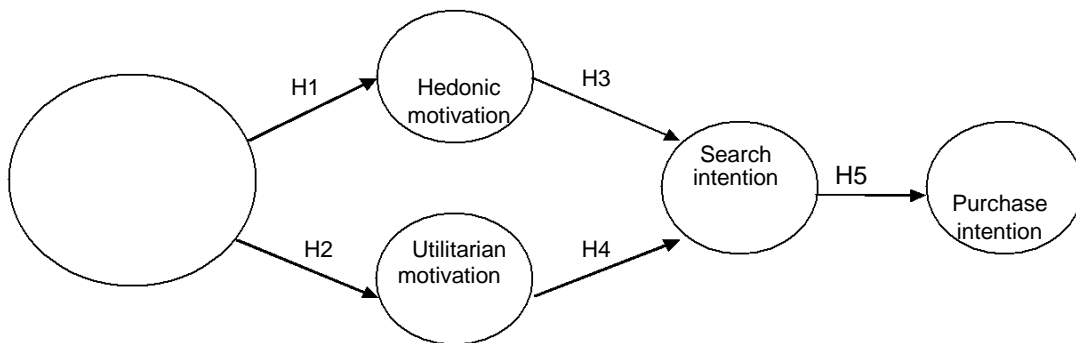 H1
Hedonic
motivation
H3
Search
intention
H5
Purchase
intention
H2
Utilitarian
motivation
H4